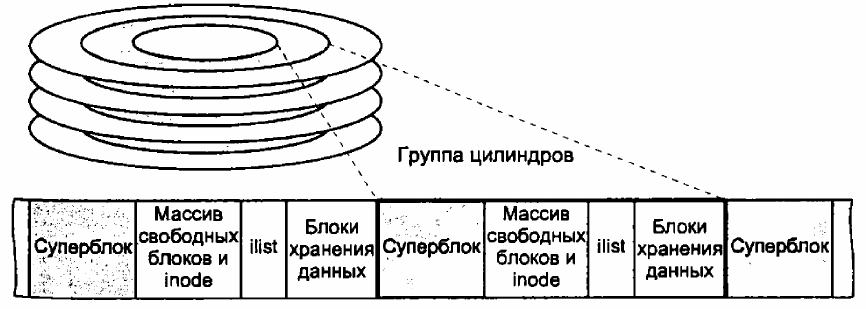 Группа цилиндров
Суперблок
Массив
свободных
блоков и
inode
ilist
Блоки
хранения
данных
Суперблок
Массив
свободных
блоков и
inode
ilist
Блоки
хранения
данных
Суперблок